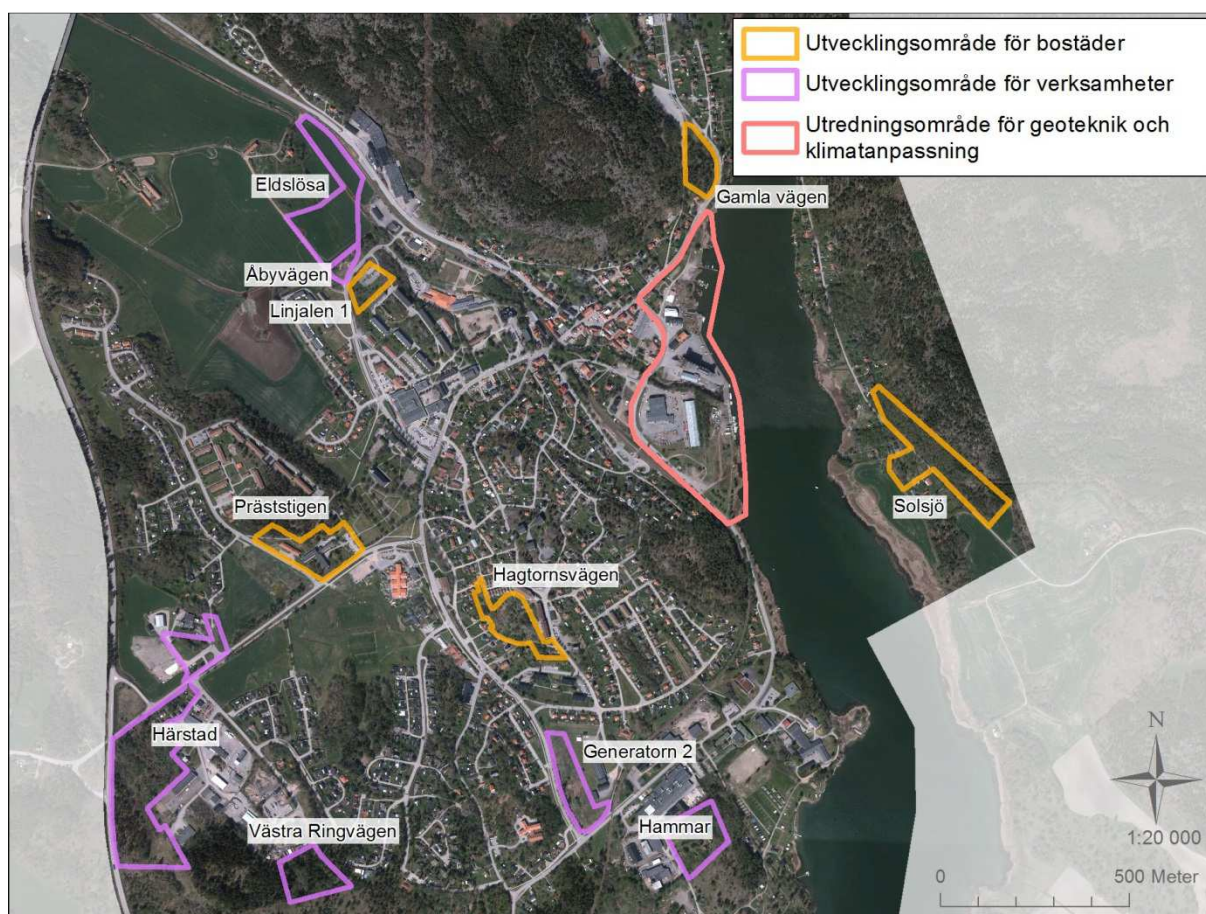 Utvecklingsområde för bostäder
Utvecklingsområde för verksamheter
Utredningsområde för geoteknik och
klimatanpassning
Eldslösa
Gamla vägen
Åbyvägen
Linjalen 1
Präststigen
Solsjö
Hagtornsvägen
Härstad
Generatorn 2
Västra Ringvägen
Hammar
N
1:20 000
0 500 Meter